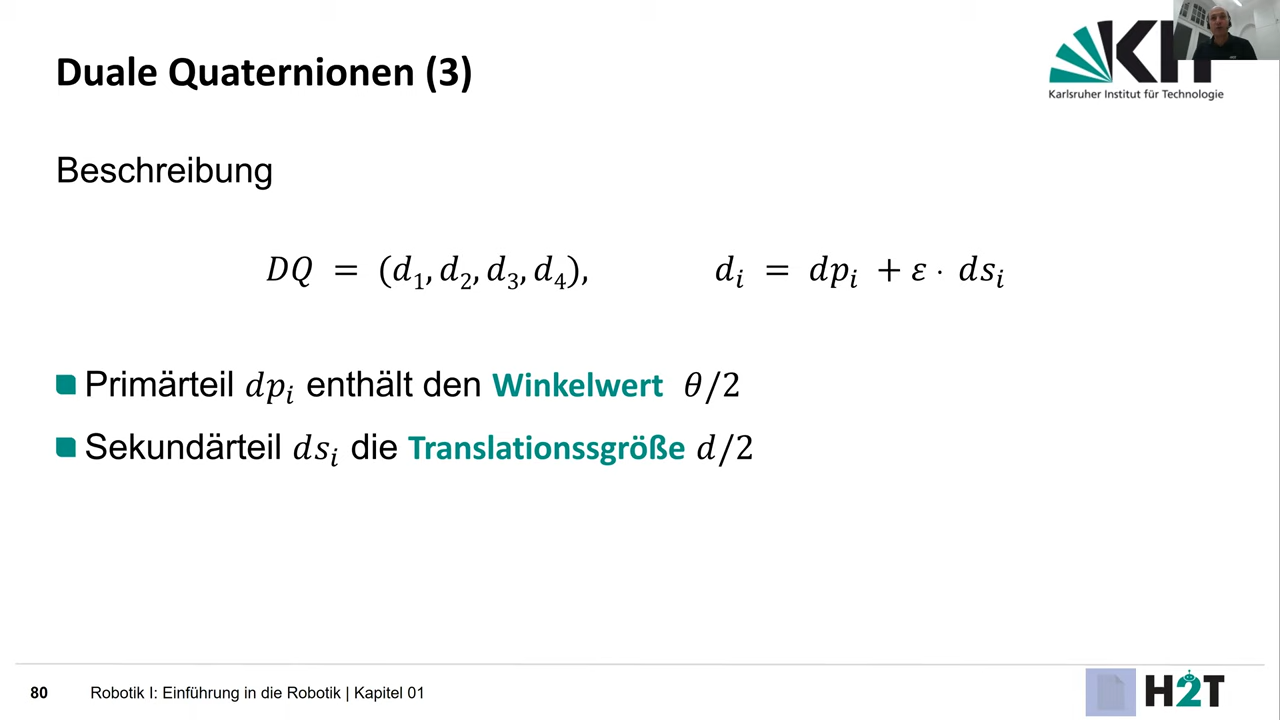 Duale Quaternionen (3)
KIT
Karlsruher Institut für Technologie
Beschreibung
DQ = (d₁, d₂, d₃, d₄), dᵢ = dpᵢ + ε · dsᵢ
Primärteil dpᵢ enthält den Winkelwert θ/2
Sekundärteil dsᵢ die Translationssgröße d/2
80 Robotik I: Einführung in die Robotik | Kapitel 01
H2T